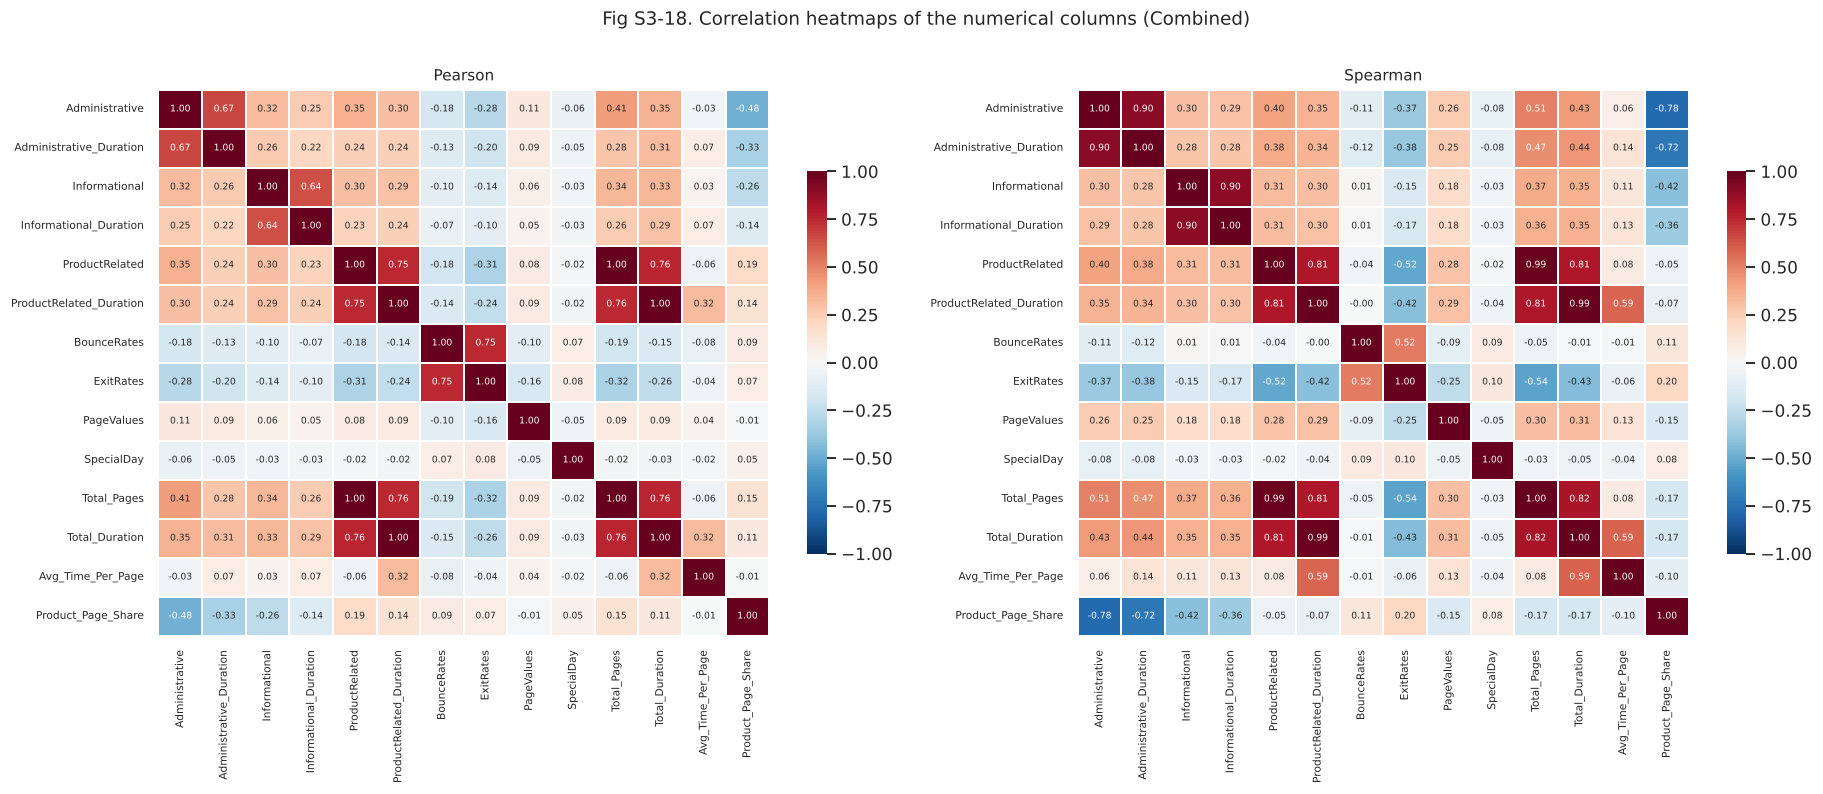 Fig S3-18. Correlation heatmaps of the numerical columns (Combined)
Pearson
Administrative 1.00 0.67 0.32 0.25 0.35 0.30 -0.18 -0.28 0.11 -0.06 0.41 0.35 -0.03 -0.48
Administrative_Duration 0.67 1.00 0.26 0.22 0.24 0.24 -0.13 -0.20 0.09 -0.05 0.28 0.31 0.07 -0.33
Informational 0.32 0.26 1.00 0.64 0.30 0.29 -0.10 -0.14 0.06 -0.03 0.34 0.33 0.03 -0.26
Informational_Duration 0.25 0.22 0.64 1.00 0.23 0.24 -0.07 -0.10 0.05 -0.03 0.26 0.29 0.07 -0.14
ProductRelated 0.35 0.24 0.30 0.23 1.00 0.75 -0.18 -0.31 0.08 -0.02 1.00 0.76 -0.06 0.19
ProductRelated_Duration 0.30 0.24 0.29 0.24 0.75 1.00 -0.14 -0.24 0.09 -0.02 0.76 1.00 0.32 0.14
BounceRates -0.18 -0.13 -0.10 -0.07 -0.18 -0.14 1.00 0.75 -0.10 0.07 -0.19 -0.15 -0.08 0.09
ExitRates -0.28 -0.20 -0.14 -0.10 -0.31 -0.24 0.75 1.00 -0.16 0.08 -0.32 -0.26 -0.04 0.07
PageValues 0.11 0.09 0.06 0.05 0.08 0.09 -0.10 -0.16 1.00 -0.05 0.09 0.09 0.04 -0.01
SpecialDay -0.06 -0.05 -0.03 -0.03 -0.02 -0.02 0.07 0.08 -0.05 1.00 -0.02 -0.03 -0.02 0.05
Total_Pages 0.41 0.28 0.34 0.26 1.00 0.76 -0.19 -0.32 0.09 -0.02 1.00 0.76 -0.06 0.15
Total_Duration 0.35 0.31 0.33 0.29 0.76 1.00 -0.15 -0.26 0.09 -0.03 0.76 1.00 0.32 0.11
Avg_Time_Per_Page -0.03 0.07 0.03 0.07 -0.06 0.32 -0.08 -0.04 0.04 -0.02 -0.06 0.32 1.00 -0.01
Product_Page_Share -0.48 -0.33 -0.26 -0.14 0.19 0.14 0.09 0.07 -0.01 0.05 0.15 0.11 -0.01 1.00
Administrative
Administrative_Duration
Informational
Informational_Duration
ProductRelated
ProductRelated_Duration
BounceRates
ExitRates
PageValues
SpecialDay
Total_Pages
Total_Duration
Avg_Time_Per_Page
Product_Page_Share
1.00
0.75
0.50
0.25
0.00
−0.25
−0.50
−0.75
−1.00
Spearman
Administrative 1.00 0.90 0.30 0.29 0.40 0.35 -0.11 -0.37 0.26 -0.08 0.51 0.43 0.06 -0.78
Administrative_Duration 0.90 1.00 0.28 0.28 0.38 0.34 -0.12 -0.38 0.25 -0.08 0.47 0.44 0.14 -0.72
Informational 0.30 0.28 1.00 0.90 0.31 0.30 0.01 -0.15 0.18 -0.03 0.37 0.35 0.11 -0.42
Informational_Duration 0.29 0.28 0.90 1.00 0.31 0.30 0.01 -0.17 0.18 -0.03 0.36 0.35 0.13 -0.36
ProductRelated 0.40 0.38 0.31 0.31 1.00 0.81 -0.04 -0.52 0.28 -0.02 0.99 0.81 0.08 -0.05
ProductRelated_Duration 0.35 0.34 0.30 0.30 0.81 1.00 -0.00 -0.42 0.29 -0.04 0.81 0.99 0.59 -0.07
BounceRates -0.11 -0.12 0.01 0.01 -0.04 -0.00 1.00 0.52 -0.09 0.09 -0.05 -0.01 -0.01 0.11
ExitRates -0.37 -0.38 -0.15 -0.17 -0.52 -0.42 0.52 1.00 -0.25 0.10 -0.54 -0.43 -0.06 0.20
PageValues 0.26 0.25 0.18 0.18 0.28 0.29 -0.09 -0.25 1.00 -0.05 0.30 0.31 0.13 -0.15
SpecialDay -0.08 -0.08 -0.03 -0.03 -0.02 -0.04 0.09 0.10 -0.05 1.00 -0.03 -0.05 -0.04 0.08
Total_Pages 0.51 0.47 0.37 0.36 0.99 0.81 -0.05 -0.54 0.30 -0.03 1.00 0.82 0.08 -0.17
Total_Duration 0.43 0.44 0.35 0.35 0.81 0.99 -0.01 -0.43 0.31 -0.05 0.82 1.00 0.59 -0.17
Avg_Time_Per_Page 0.06 0.14 0.11 0.13 0.08 0.59 -0.01 -0.06 0.13 -0.04 0.08 0.59 1.00 -0.10
Product_Page_Share -0.78 -0.72 -0.42 -0.36 -0.05 -0.07 0.11 0.20 -0.15 0.08 -0.17 -0.17 -0.10 1.00
Administrative
Administrative_Duration
Informational
Informational_Duration
ProductRelated
ProductRelated_Duration
BounceRates
ExitRates
PageValues
SpecialDay
Total_Pages
Total_Duration
Avg_Time_Per_Page
Product_Page_Share
1.00
0.75
0.50
0.25
0.00
−0.25
−0.50
−0.75
−1.00